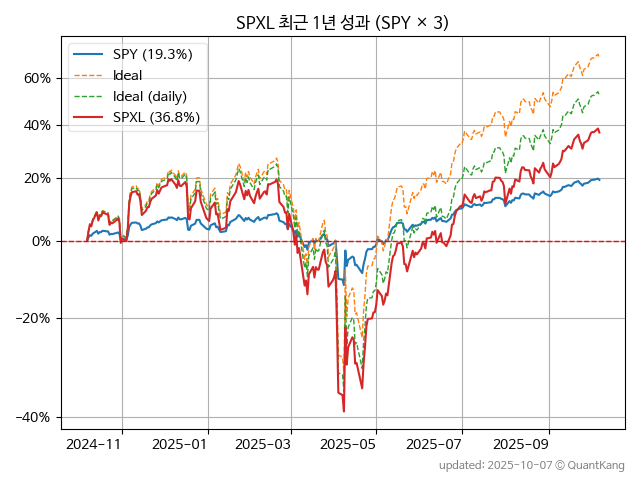 SPXL 최근 1년 성과 (SPY × 3)
SPY (19.3%)
Ideal
Ideal (daily)
SPXL (36.8%)
60%
40%
20%
0%
−20%
−40%
2024-11
2025-01
2025-03
2025-05
2025-07
2025-09
updated: 2025-10-07 © QuantKang